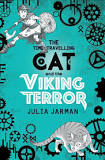 THE
TIME-TRAVELLING
CAT
and the
VIKING
TERROR
JULIA JARMAN